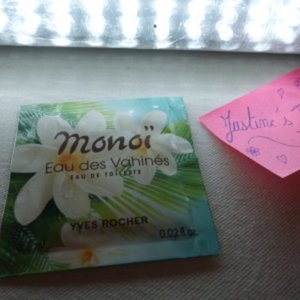 monoï
Eau des Vahinés
EAU DE TOILETTE
YVES ROCHER
0.02 fl.oz.
Justine's